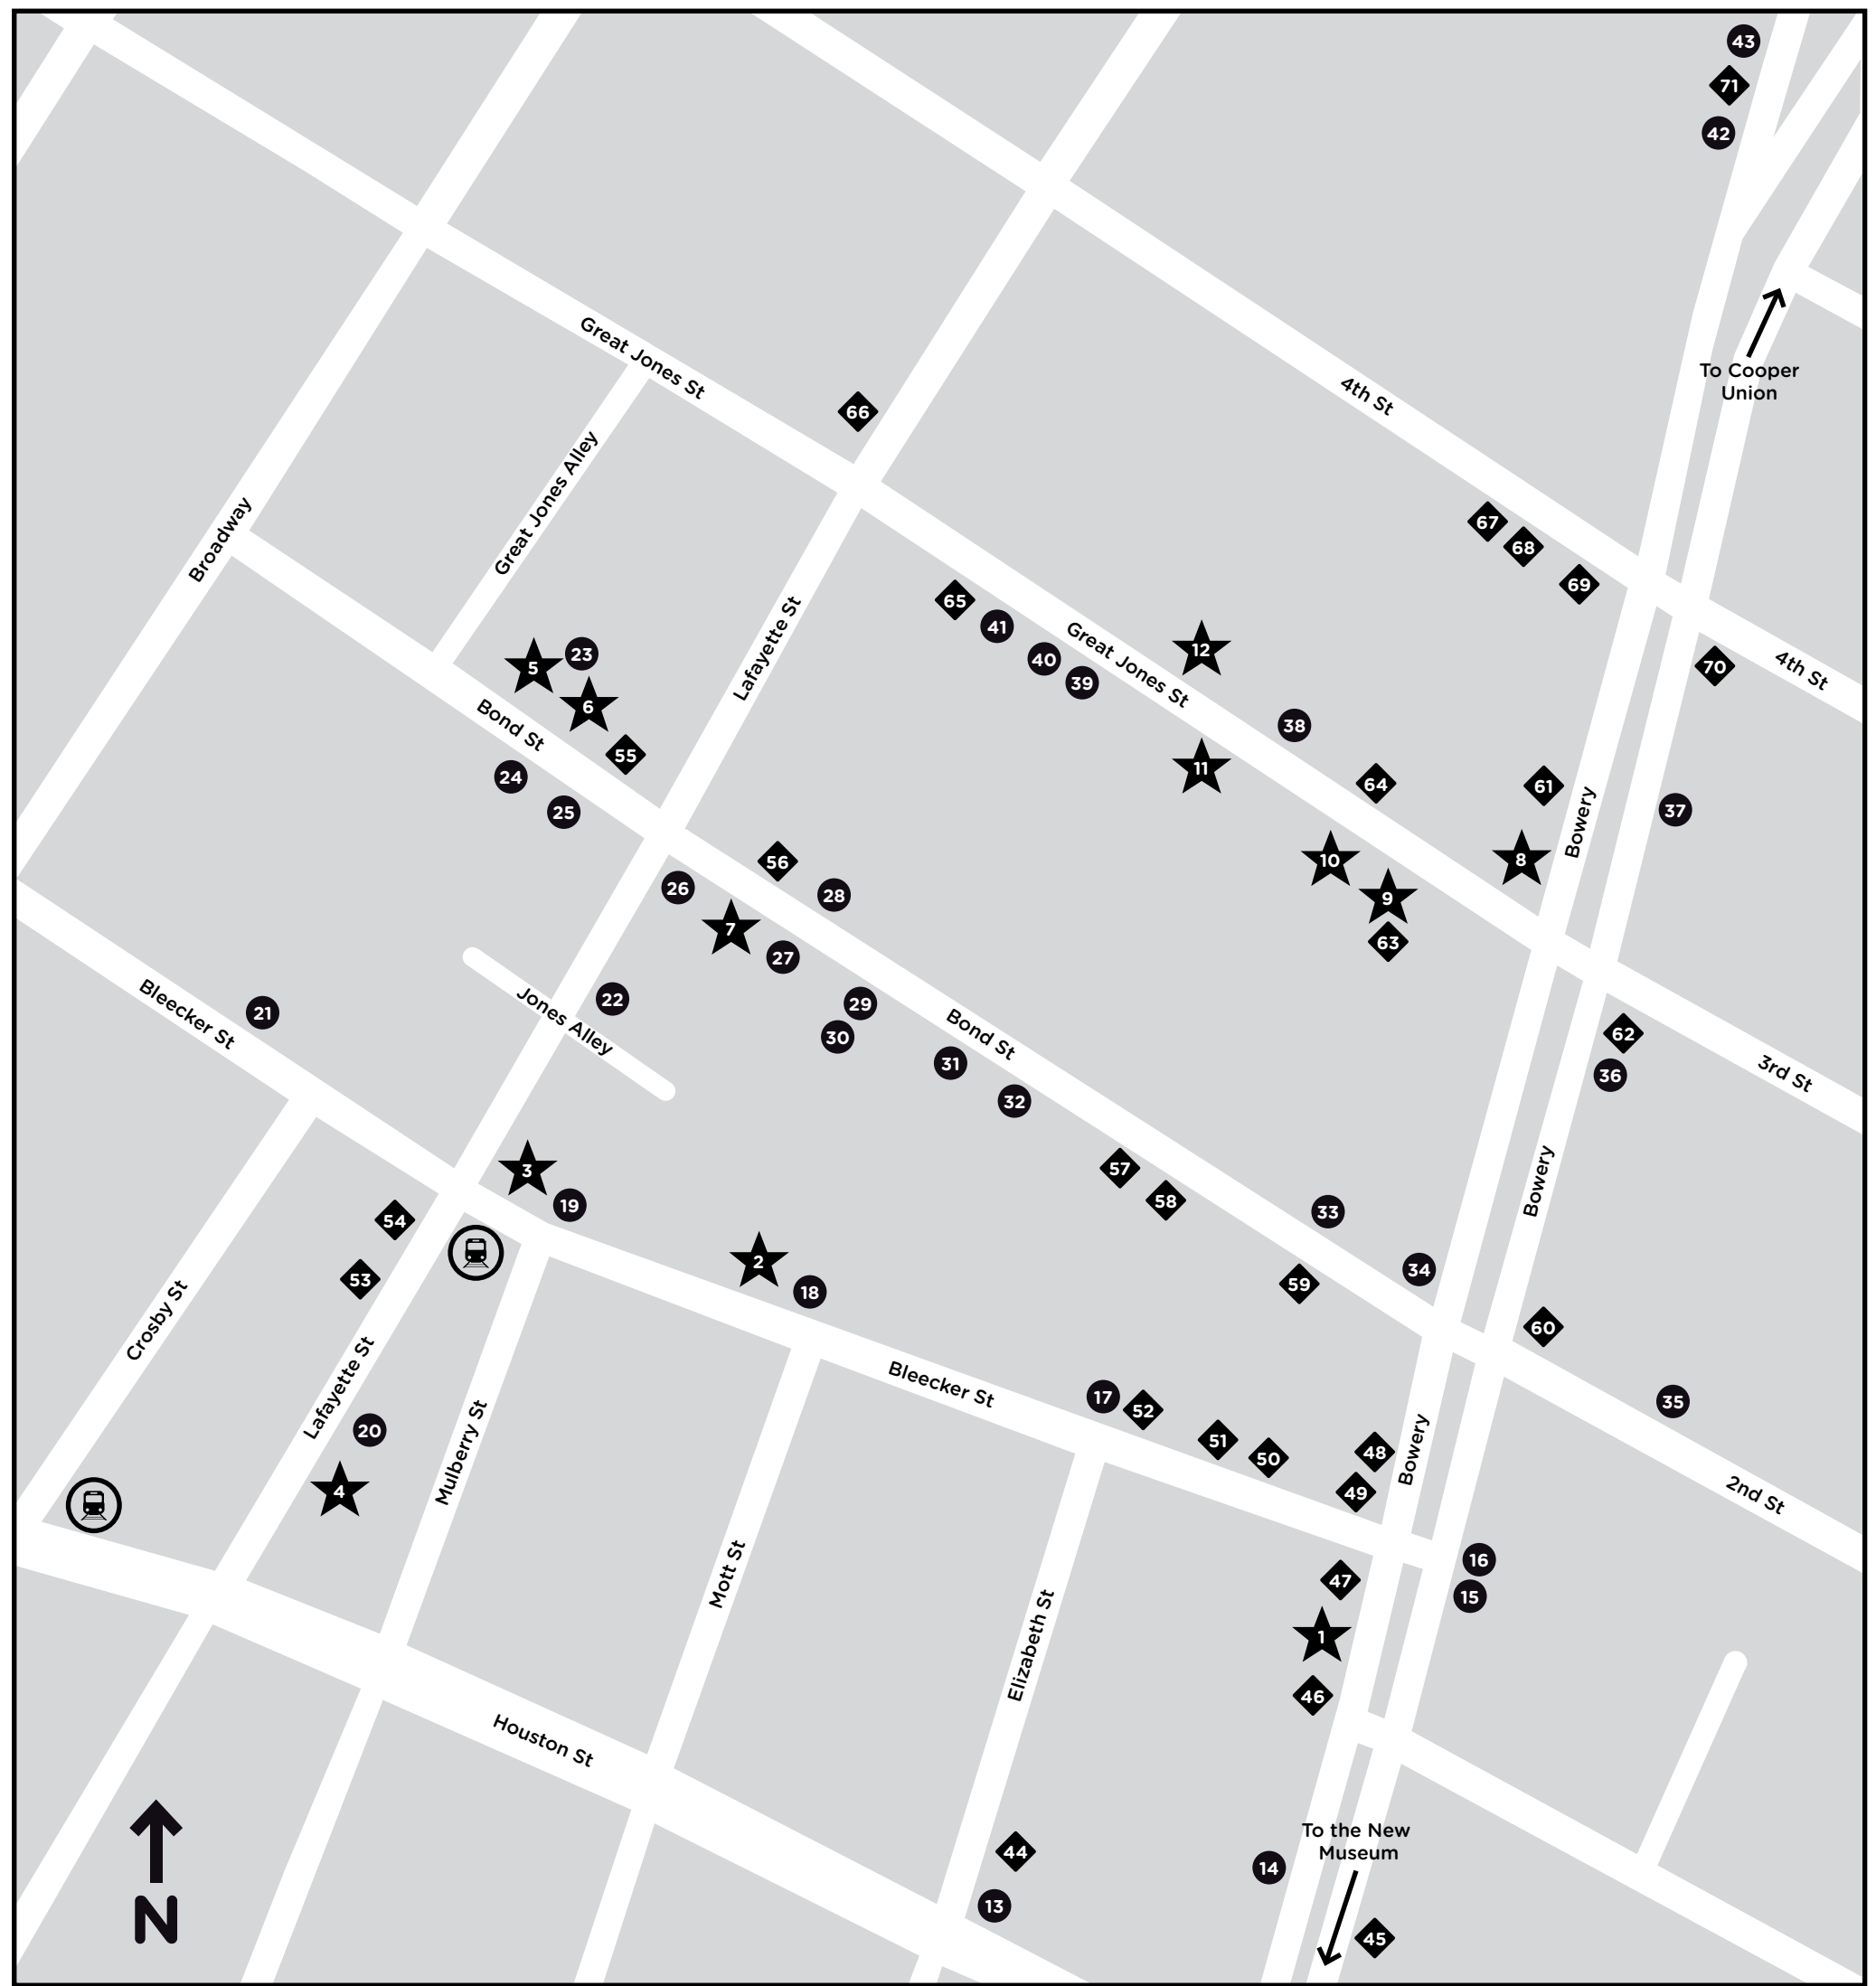 43
71
42
Great Jones St
To Cooper
Union
4th St
66
Great Jones Alley
Broadway
67
68
69
65
41
Lafayette St
Great Jones St
12
40
39
5
23
6
70
4th St
Bond St
55
38
24
25
11
64
61
Bowery
37
56
10
8
26
28
9
7
27
63
22
29
Bleecker St
21
Jones Alley
30
Bond St
62
31
36
3rd St
32
3
57
Bowery
19
58
54
33
2
34
53
18
59
Crosby St
60
Lafayette St
Bleecker St
17
52
35
20
51
48
Bowery
Mulberry St
50
4
49
2nd St
Mott St
16
47
15
Elizabeth St
1
46
Houston St
To the New
Museum
44
14
13
N
45